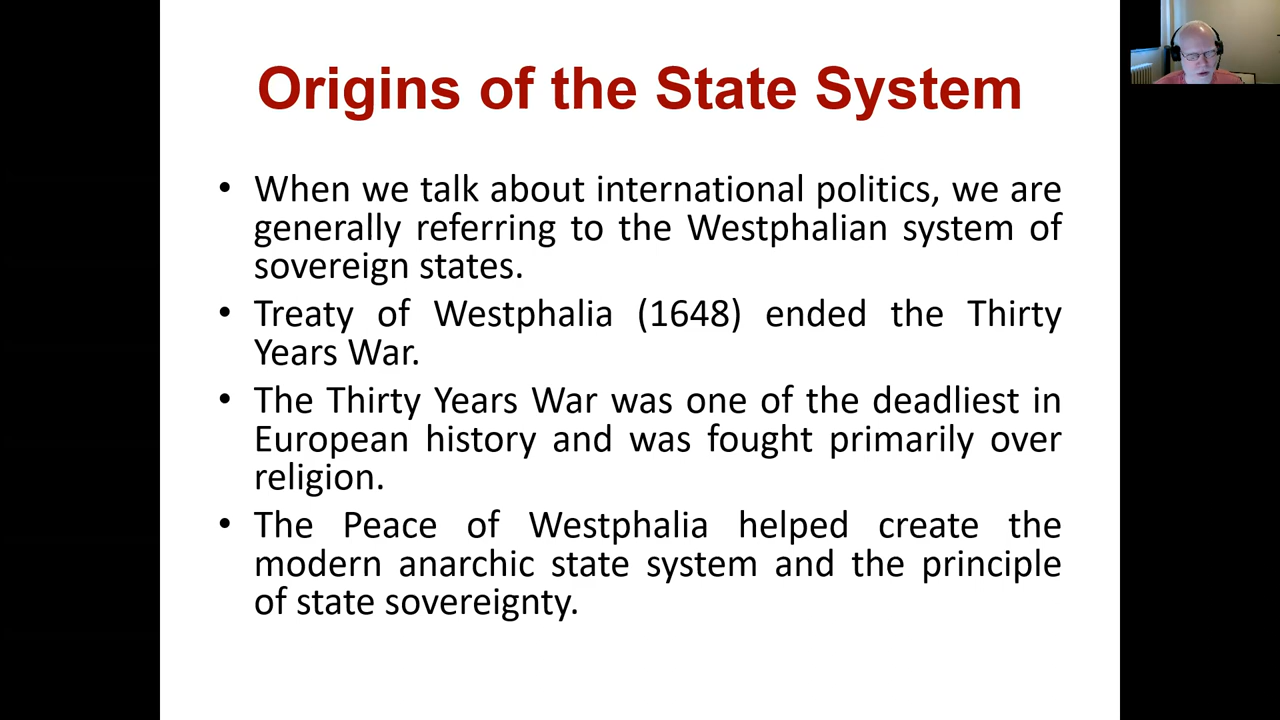 Origins of the State System
• When we talk about international politics, we are
generally referring to the Westphalian system of
sovereign states.
• Treaty of Westphalia (1648) ended the Thirty
Years War.
• The Thirty Years War was one of the deadliest in
European history and was fought primarily over
religion.
• The Peace of Westphalia helped create the
modern anarchic state system and the principle
of state sovereignty.